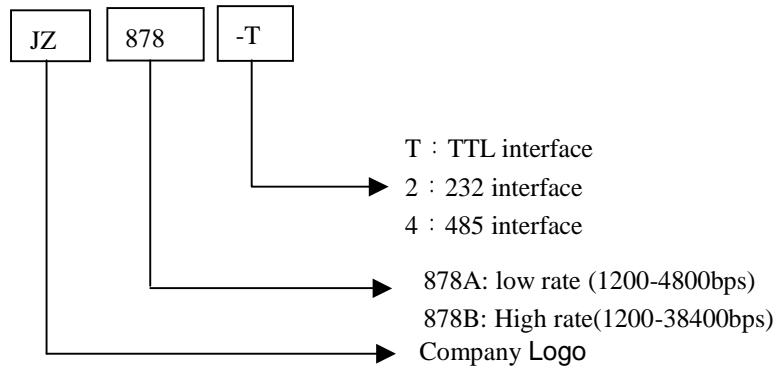 JZ 878 -T
T：TTL interface
2：232 interface
4：485 interface
878A: low rate (1200-4800bps)
878B: High rate(1200-38400bps)
Company Logo